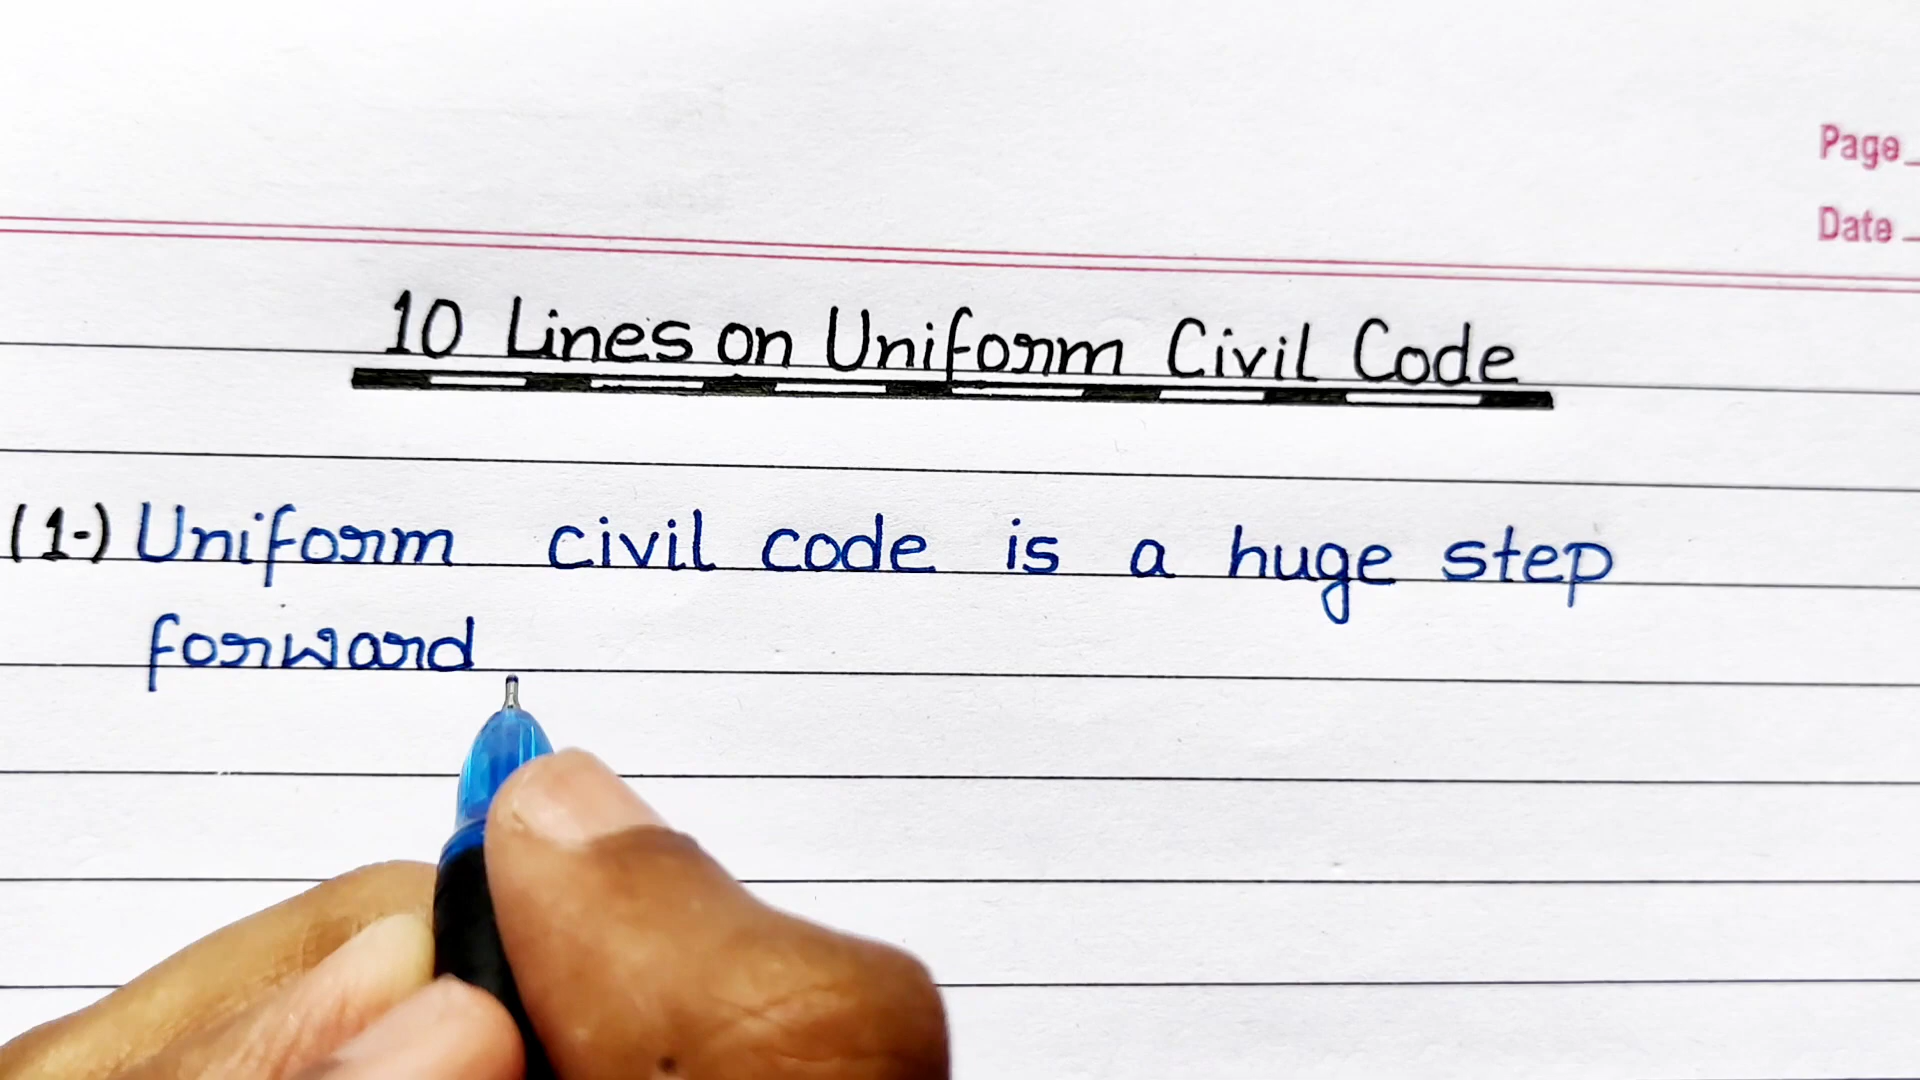 Page
Date
10 Lines on Uniform Civil Code
(1-) Uniform civil code is a huge step
forward